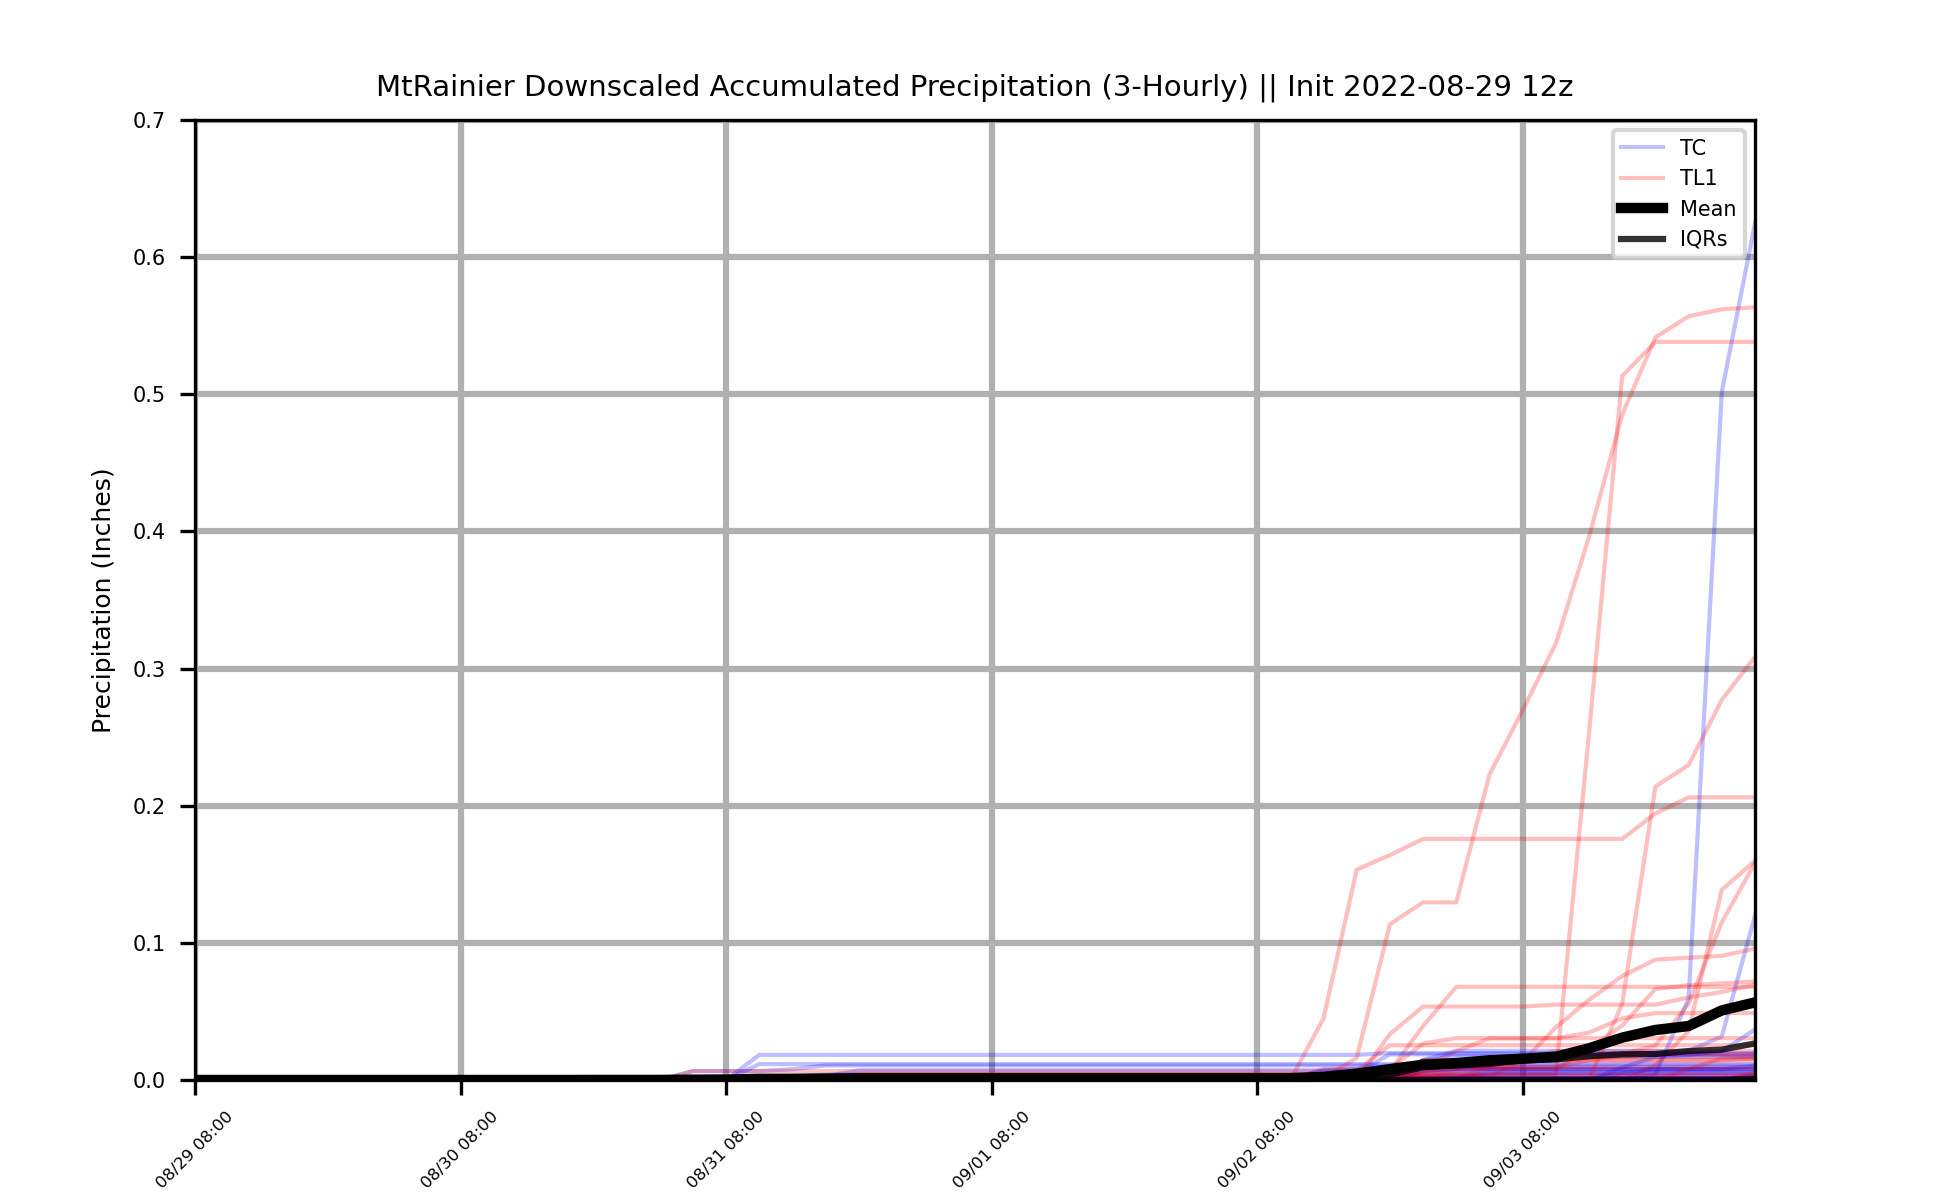 MtRainier Downscaled Accumulated Precipitation (3-Hourly) || Init 2022-08-29 12z
0.7
0.6
0.5
0.4
0.3
0.2
0.1
0.0
Precipitation (Inches)
TC
TL1
Mean
IQRs
08/29 08:00
08/30 08:00
08/31 08:00
09/01 08:00
09/02 08:00
09/03 08:00